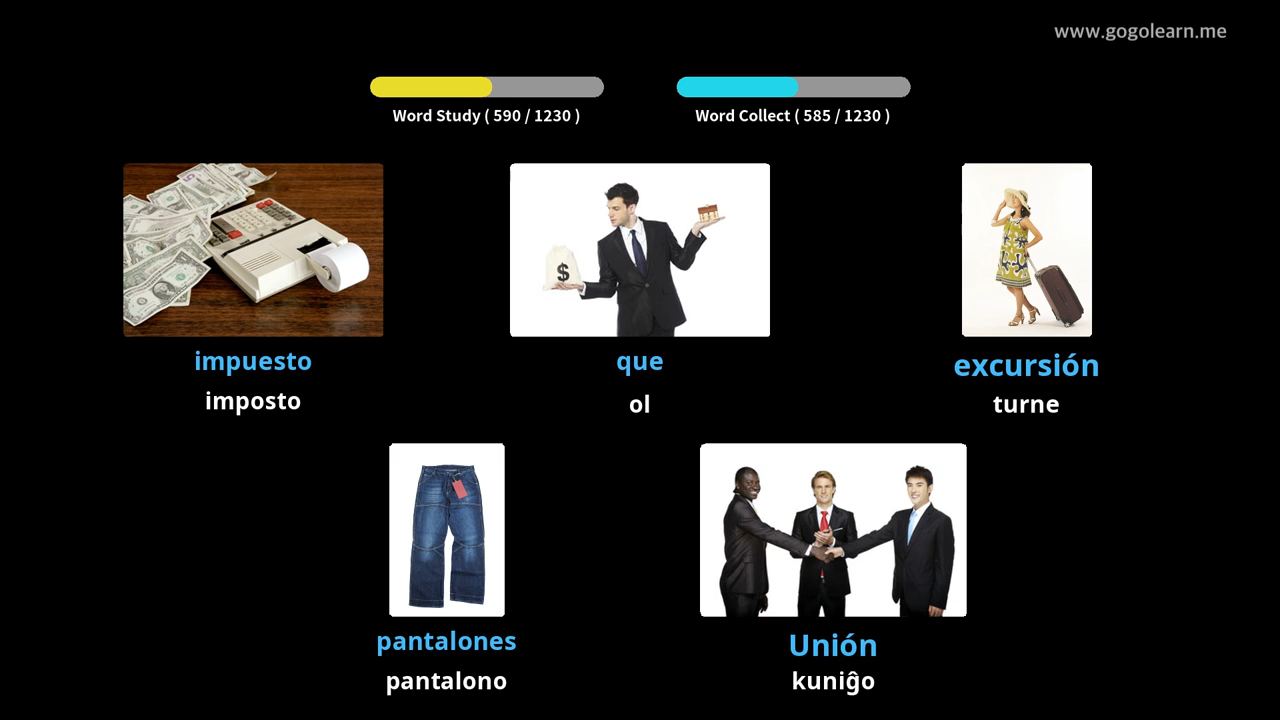 www.gogolearn.me
Word Study ( 590 / 1230 )
Word Collect ( 585 / 1230 )
$
impuesto
imposto
que
ol
excursión
turne
pantalones
pantalono
Unión
kuniĝo